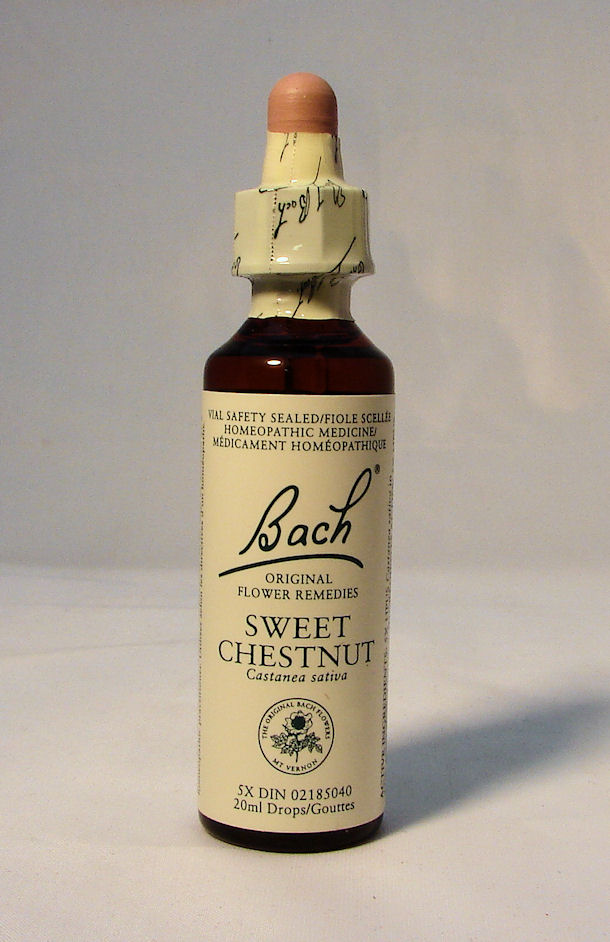 Bach
VIAL SAFETY SEALED/FIOLE SCELLÉE
HOMEOPATHIC MEDICINE/
MÉDICAMENT HOMÉOPATHIQUE
Bach®
ORIGINAL
FLOWER REMEDIES
SWEET
CHESTNUT
Castanea sativa
THE ORIGINAL BACH FLOWERS
MT VERNON
5X DIN 02185040
20ml Drops/Gouttes